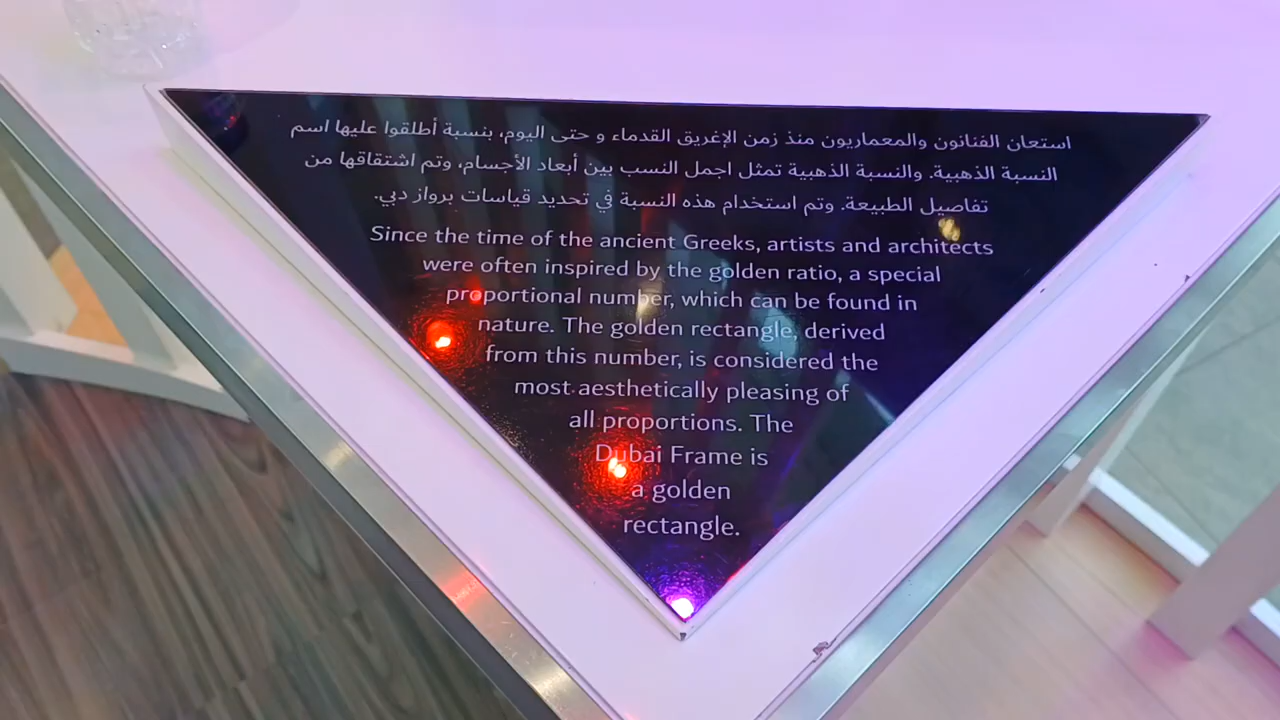 استعان الفنانون والمعماريون منذ زمن الإغريق القدماء و حتى اليوم، بنسبة أطلقوا عليها اسم
النسبة الذهبية. والنسبة الذهبية تمثل اجمل النسب بين أبعاد الأجسام، وتم اشتقاقها من
تفاصيل الطبيعة. وتم استخدام هذه النسبة في تحديد قياسات برواز دبي.
Since the time of the ancient Greeks, artists and architects
were often inspired by the golden ratio, a special
proportional number, which can be found in
nature. The golden rectangle, derived
from this number, is considered the
most aesthetically pleasing of
all proportions. The
Dubai Frame is
a golden
rectangle.